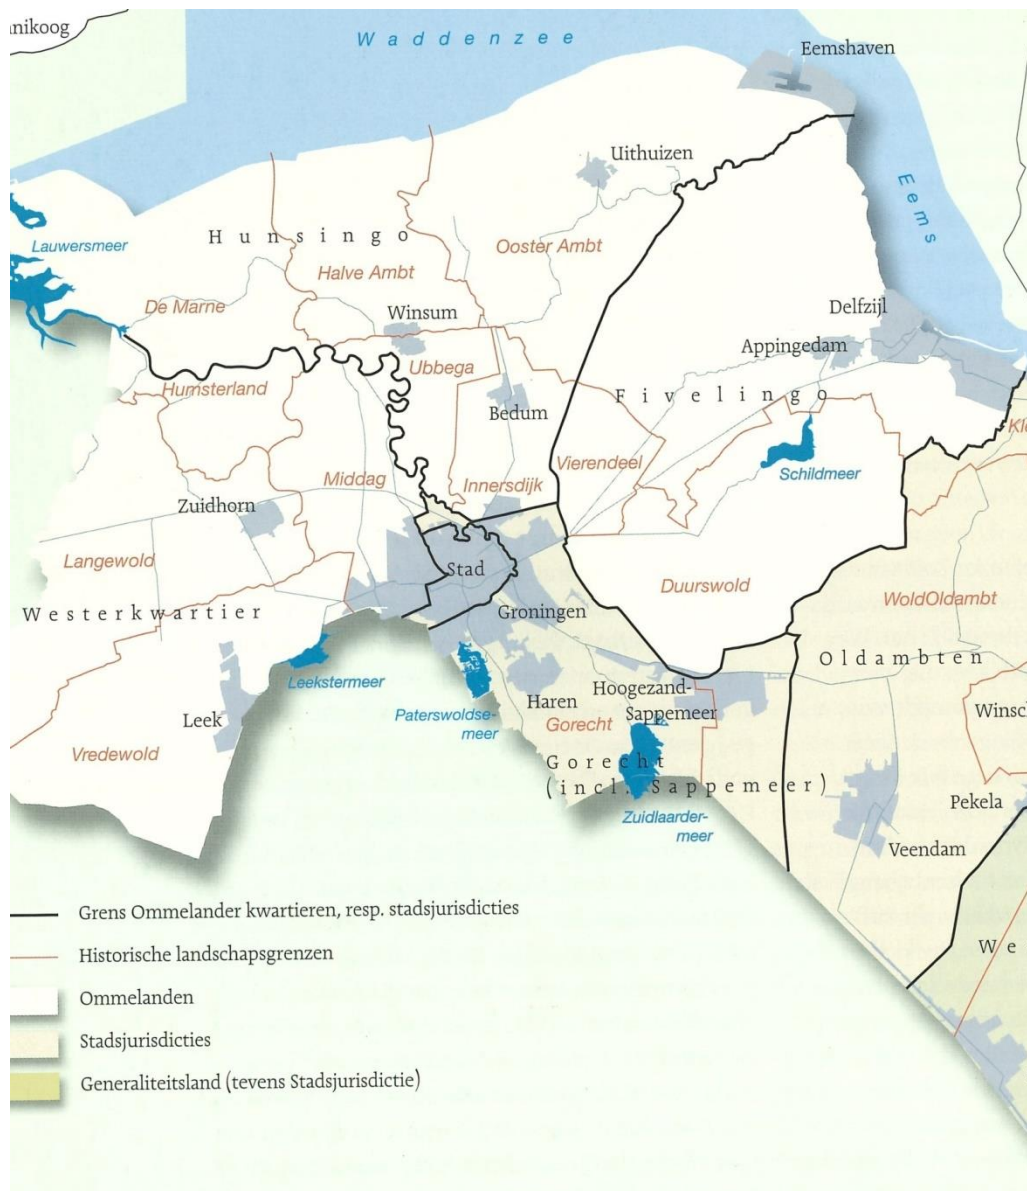 nnikoog
Waddenzee
Eemshaven
Uithuizen
Eems
Lauwersmeer
Hunsingo
Ooster Ambt
Halve Ambt
De Marne
Winsum
Delfzijl
Appingedam
Ubbega
Humsterland
Bedum
Fivelingo
Kl
Vierendeel
Schildmeer
Middag
Innersdijk
Zuidhorn
Langewold
Stad
Duurswold
WoldOldambt
Westerkwartier
Groningen
Oldambten
Leekstermeer
Hoogezand-
Sappemeer
Haren
Leek
Paterswoldse-
meer
Gorecht
Winsch
Vredewold
Gorecht
(incl. Sappemeer)
Pekela
Zuidlaarder-
meer
Veendam
We
Grens Ommelander kwartieren, resp. stadsjurisdicties
Historische landschapsgrenzen
Ommelanden
Stadsjurisdicties
Generaliteitsland (tevens Stadsjurisdictie)